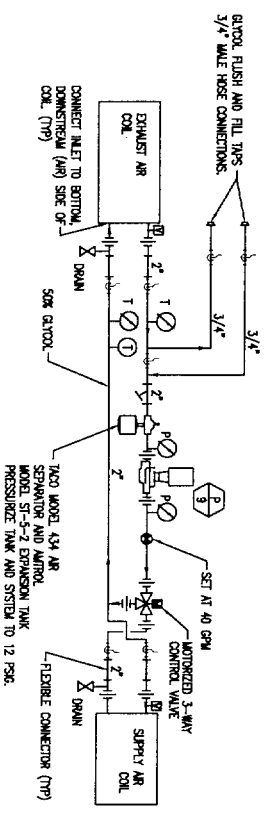 GLYCOL FLUSH AND FILL TAPS
3/4" MALE HOSE CONNECTIONS.
3/4"
3/4"
EXHAUST AIR
COIL
M
2"
T
2"
P
P
P
9
SET AT 40 GPM
MOTORIZED 3-WAY
CONTROL VALVE
M
SUPPLY AIR
COIL
DRAIN
T
T
2"
2"
DRAIN
CONNECT INLET TO BOTTOM,
DOWNSTREAM (AIR) SIDE OF
COIL (TYP)
50% GLYCOL
TACO MODEL 434 AIR
SEPARATOR AND AMTROL
MODEL ST-5-2 EXPANSION TANK
PRESSURIZE TANK AND SYSTEM TO 12 PSIG.
FLEXIBLE CONNECTOR (TYP)